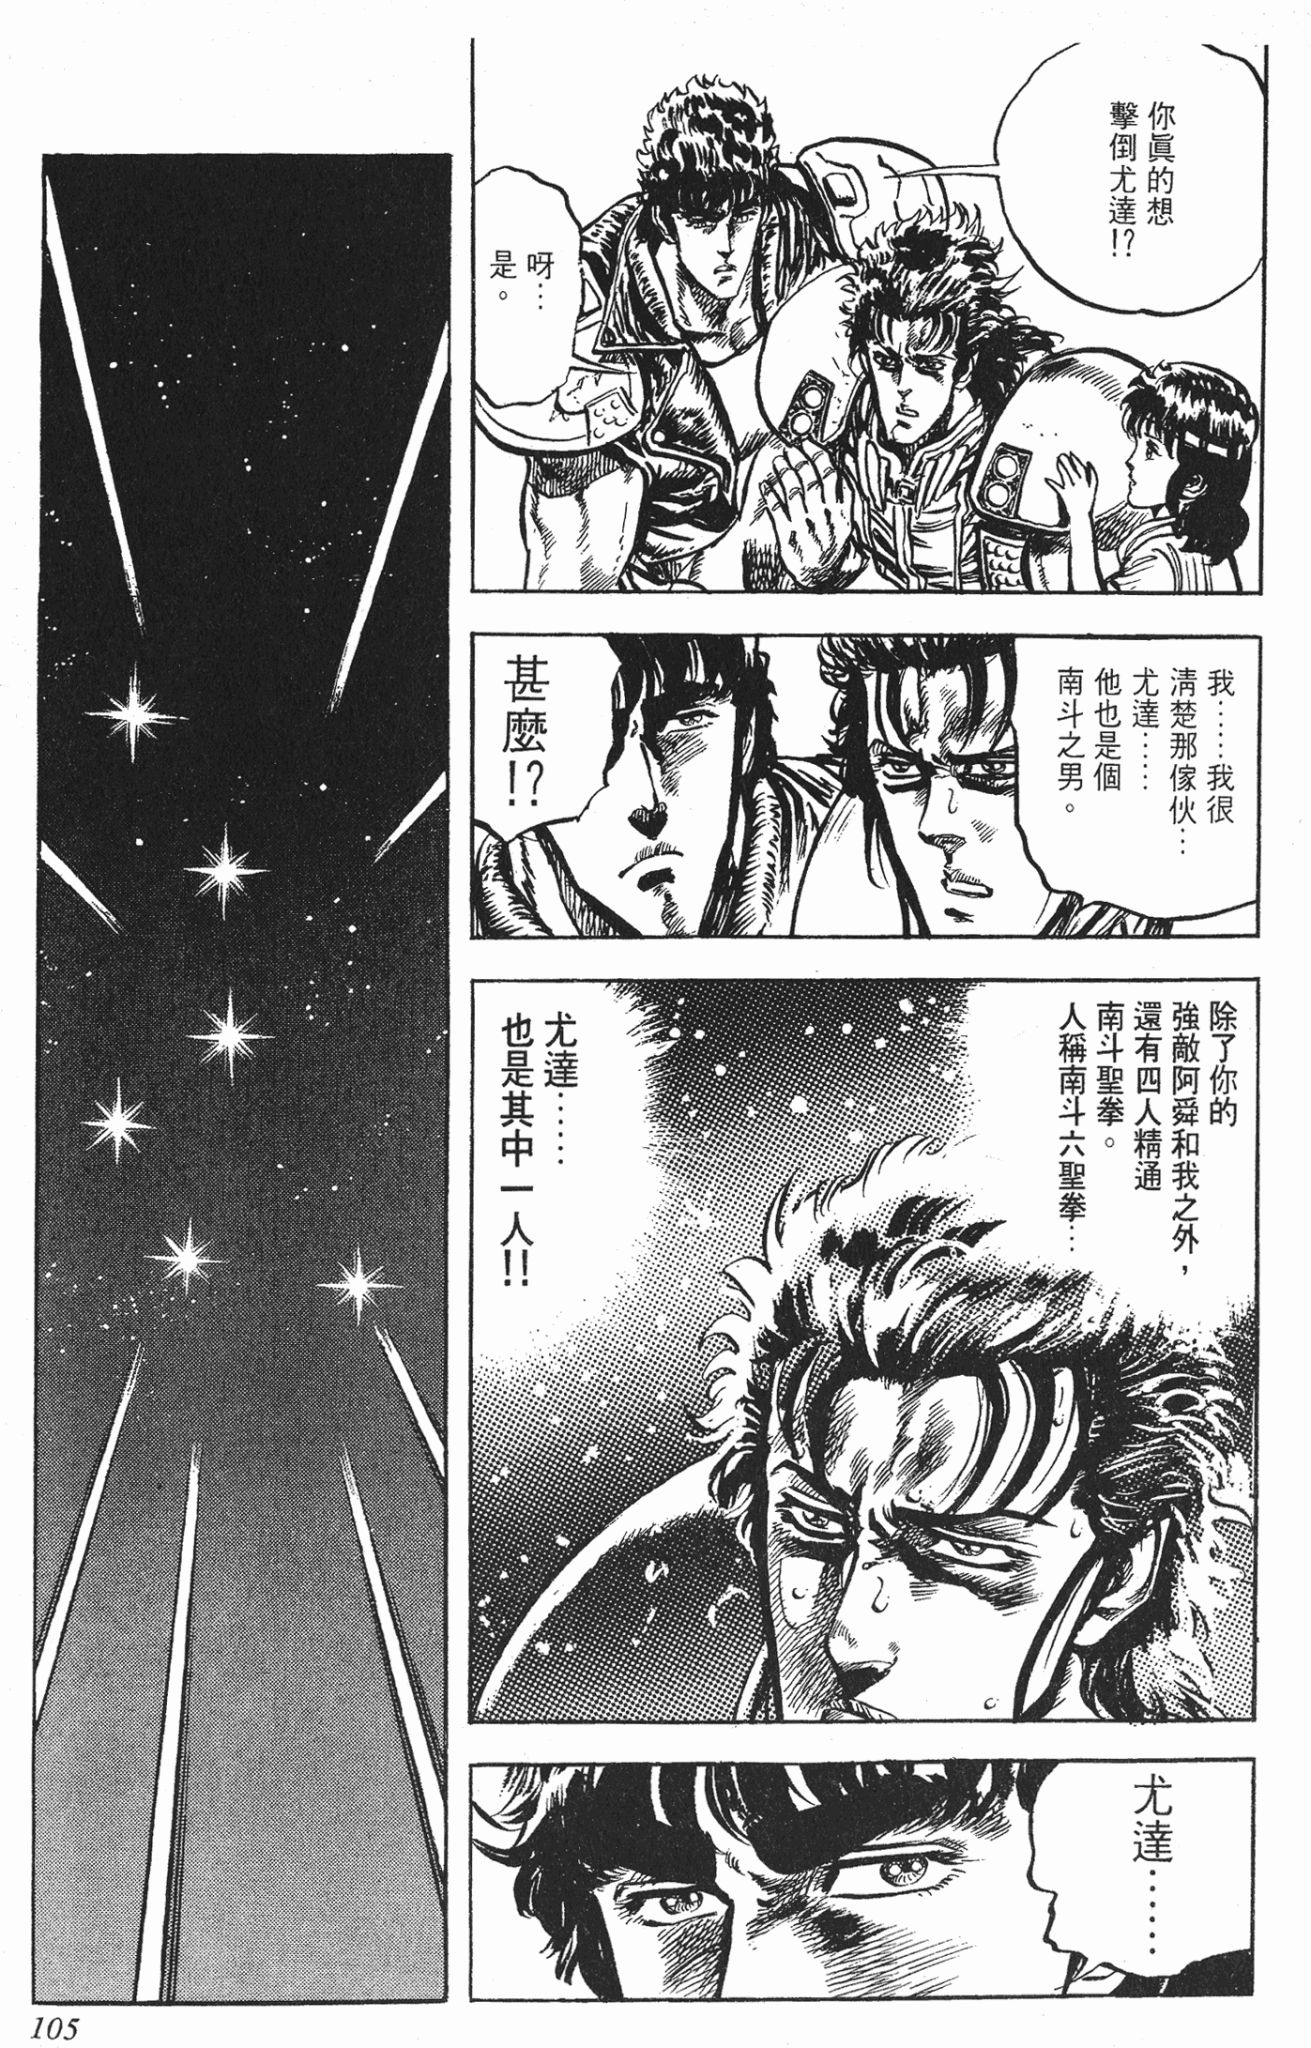 你眞的想
擊倒尤達!?
呀⋯
是。
我⋯⋯我很
淸楚那傢伙⋯
尤達⋯⋯
他也是個
南斗之男。
甚麼!?
除了你的
強敵阿舜和我之外，
還有四人精通
南斗聖拳。
人稱南斗六聖拳⋯
尤達⋯⋯
也是其中一人!!
尤達⋯⋯
105